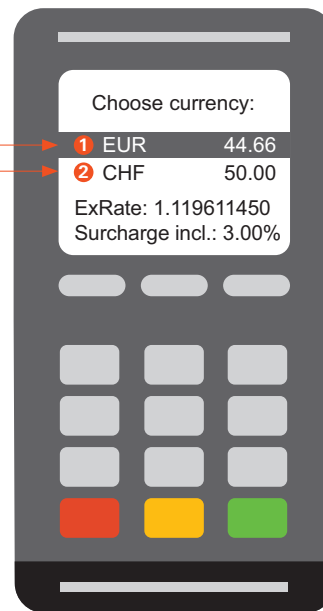 Choose currency:
1 EUR 44.66
2 CHF 50.00
ExRate: 1.119611450
Surcharge incl.: 3.00%